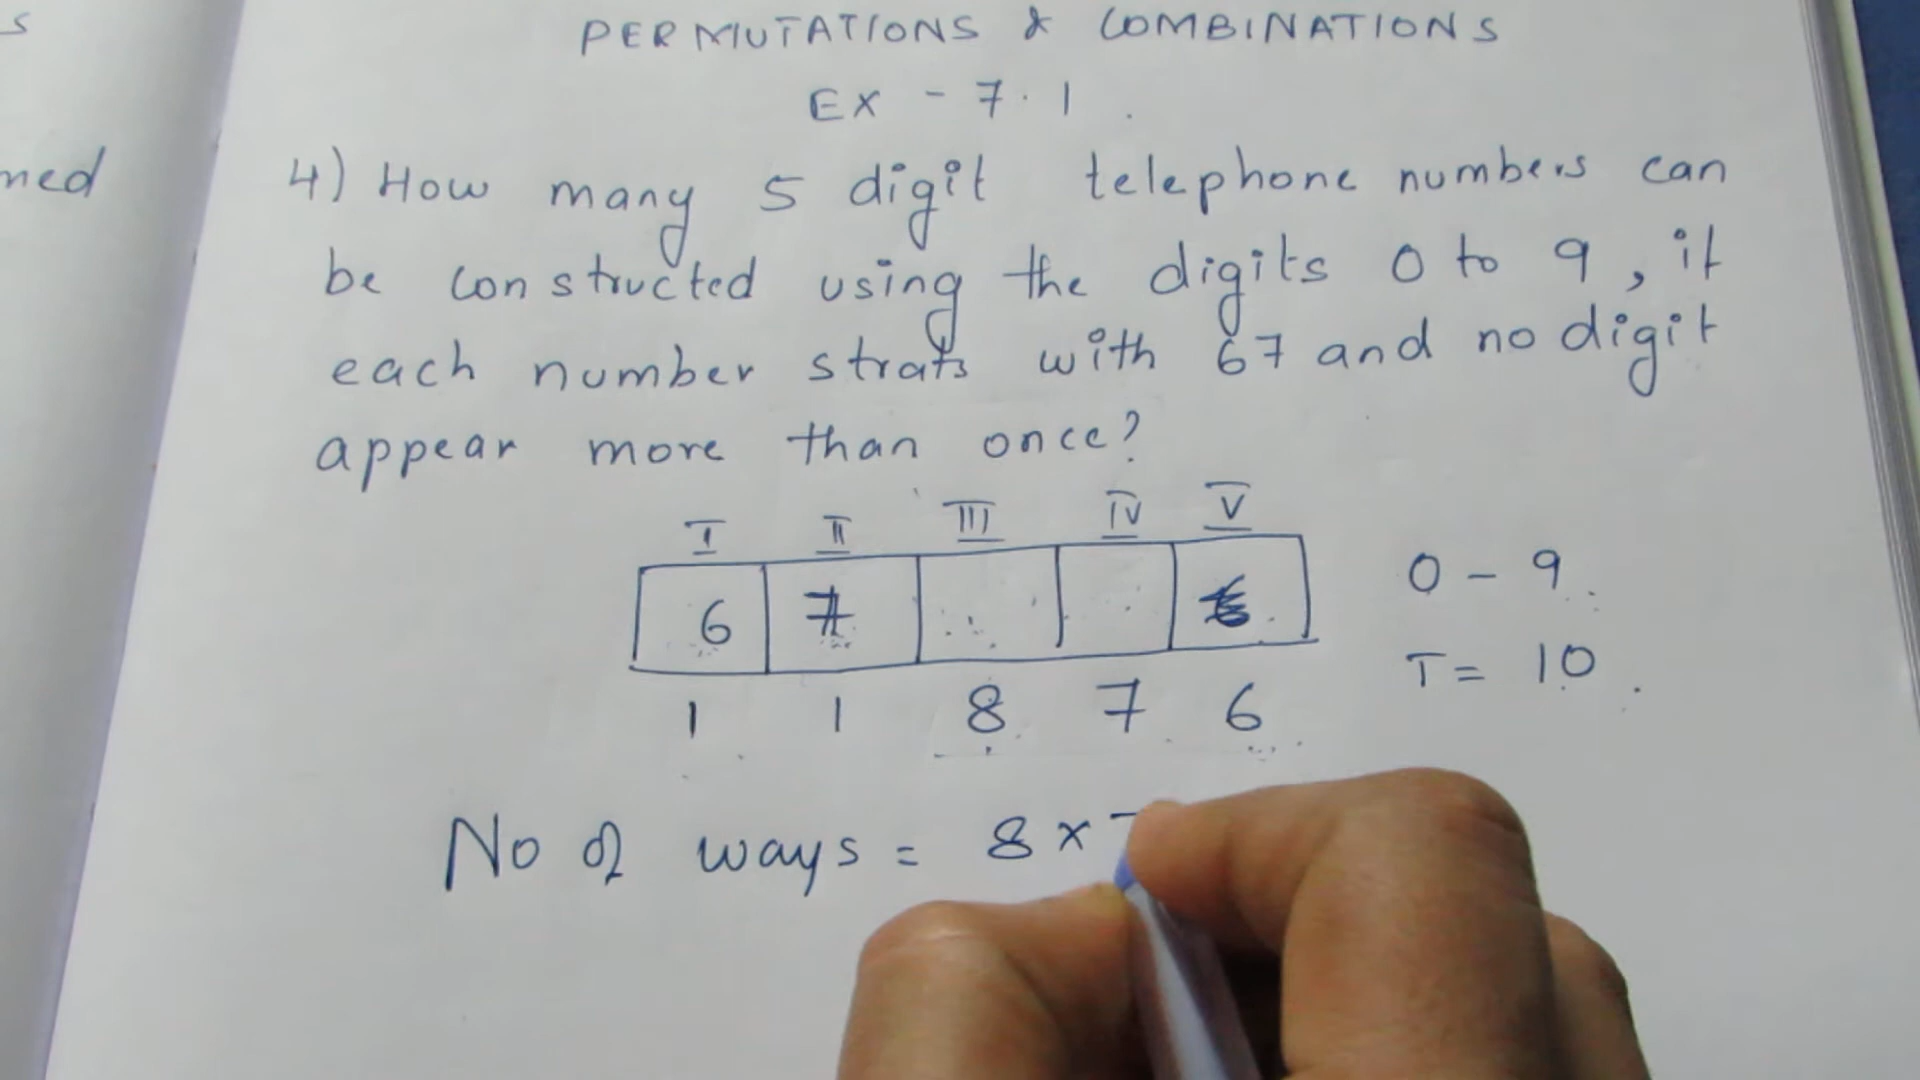 s
PERMUTATIONS & COMBINATIONS
EX - 7.1
ned
4) How many 5 digit telephone numbers can
be constructed using the digits 0 to 9, if
each number strats with 67 and no digit
appear more than once?
I II III IV V
6 7
0 - 9
T = 10
1 1 8 7 6
No of ways = 8 x